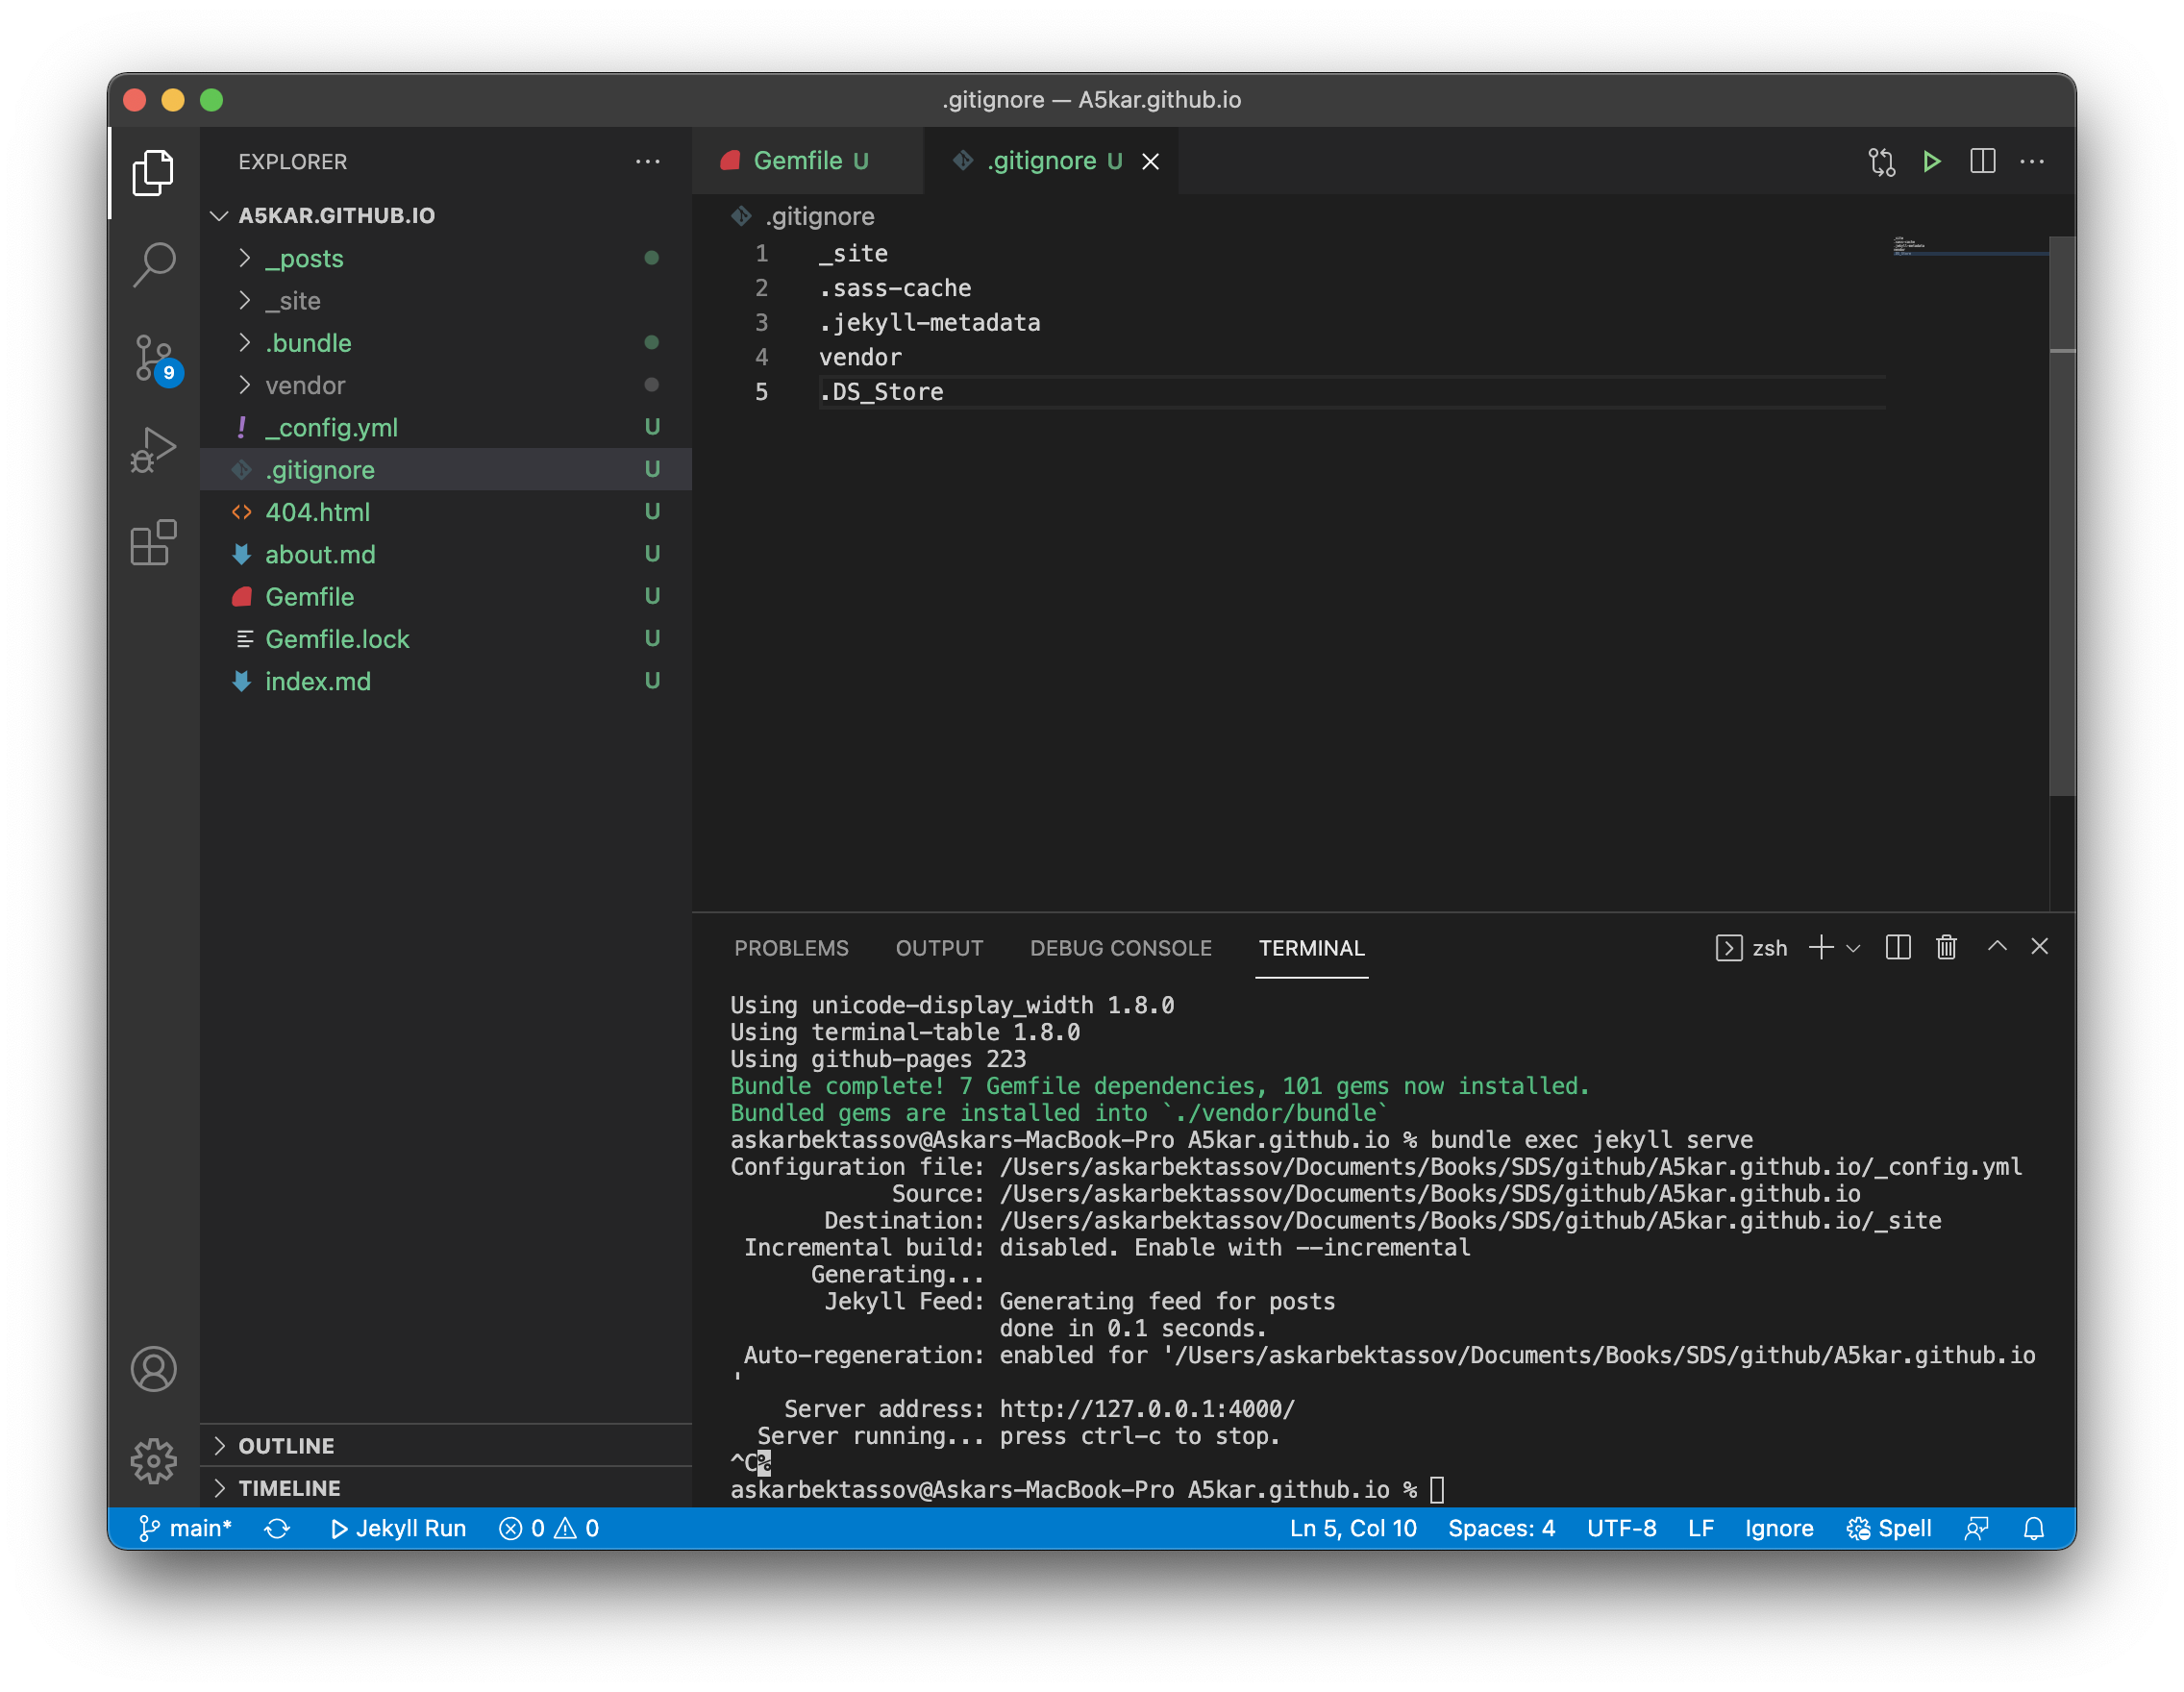 .gitignore — A5kar.github.io
EXPLORER
A5KAR.GITHUB.IO
_posts
_site
.bundle
vendor
_config.yml U
.gitignore U
404.html U
about.md U
Gemfile U
Gemfile.lock U
index.md U
9
OUTLINE
TIMELINE
Gemfile U
.gitignore U
.gitignore
1 _site
2 .sass-cache
3 .jekyll-metadata
4 vendor
5 .DS_Store
PROBLEMS OUTPUT DEBUG CONSOLE TERMINAL zsh
Using unicode-display_width 1.8.0
Using terminal-table 1.8.0
Using github-pages 223
Bundle complete! 7 Gemfile dependencies, 101 gems now installed.
Bundled gems are installed into `./vendor/bundle`
askarbektassov@Askars-MacBook-Pro A5kar.github.io % bundle exec jekyll serve
Configuration file: /Users/askarbektassov/Documents/Books/SDS/github/A5kar.github.io/_config.yml
Source: /Users/askarbektassov/Documents/Books/SDS/github/A5kar.github.io
Destination: /Users/askarbektassov/Documents/Books/SDS/github/A5kar.github.io/_site
Incremental build: disabled. Enable with --incremental
Generating...
Jekyll Feed: Generating feed for posts
done in 0.1 seconds.
Auto-regeneration: enabled for '/Users/askarbektassov/Documents/Books/SDS/github/A5kar.github.io
'
Server address: http://127.0.0.1:4000/
Server running... press ctrl-c to stop.
^C%
askarbektassov@Askars-MacBook-Pro A5kar.github.io %
main* Jekyll Run 0 0 Ln 5, Col 10 Spaces: 4 UTF-8 LF Ignore Spell